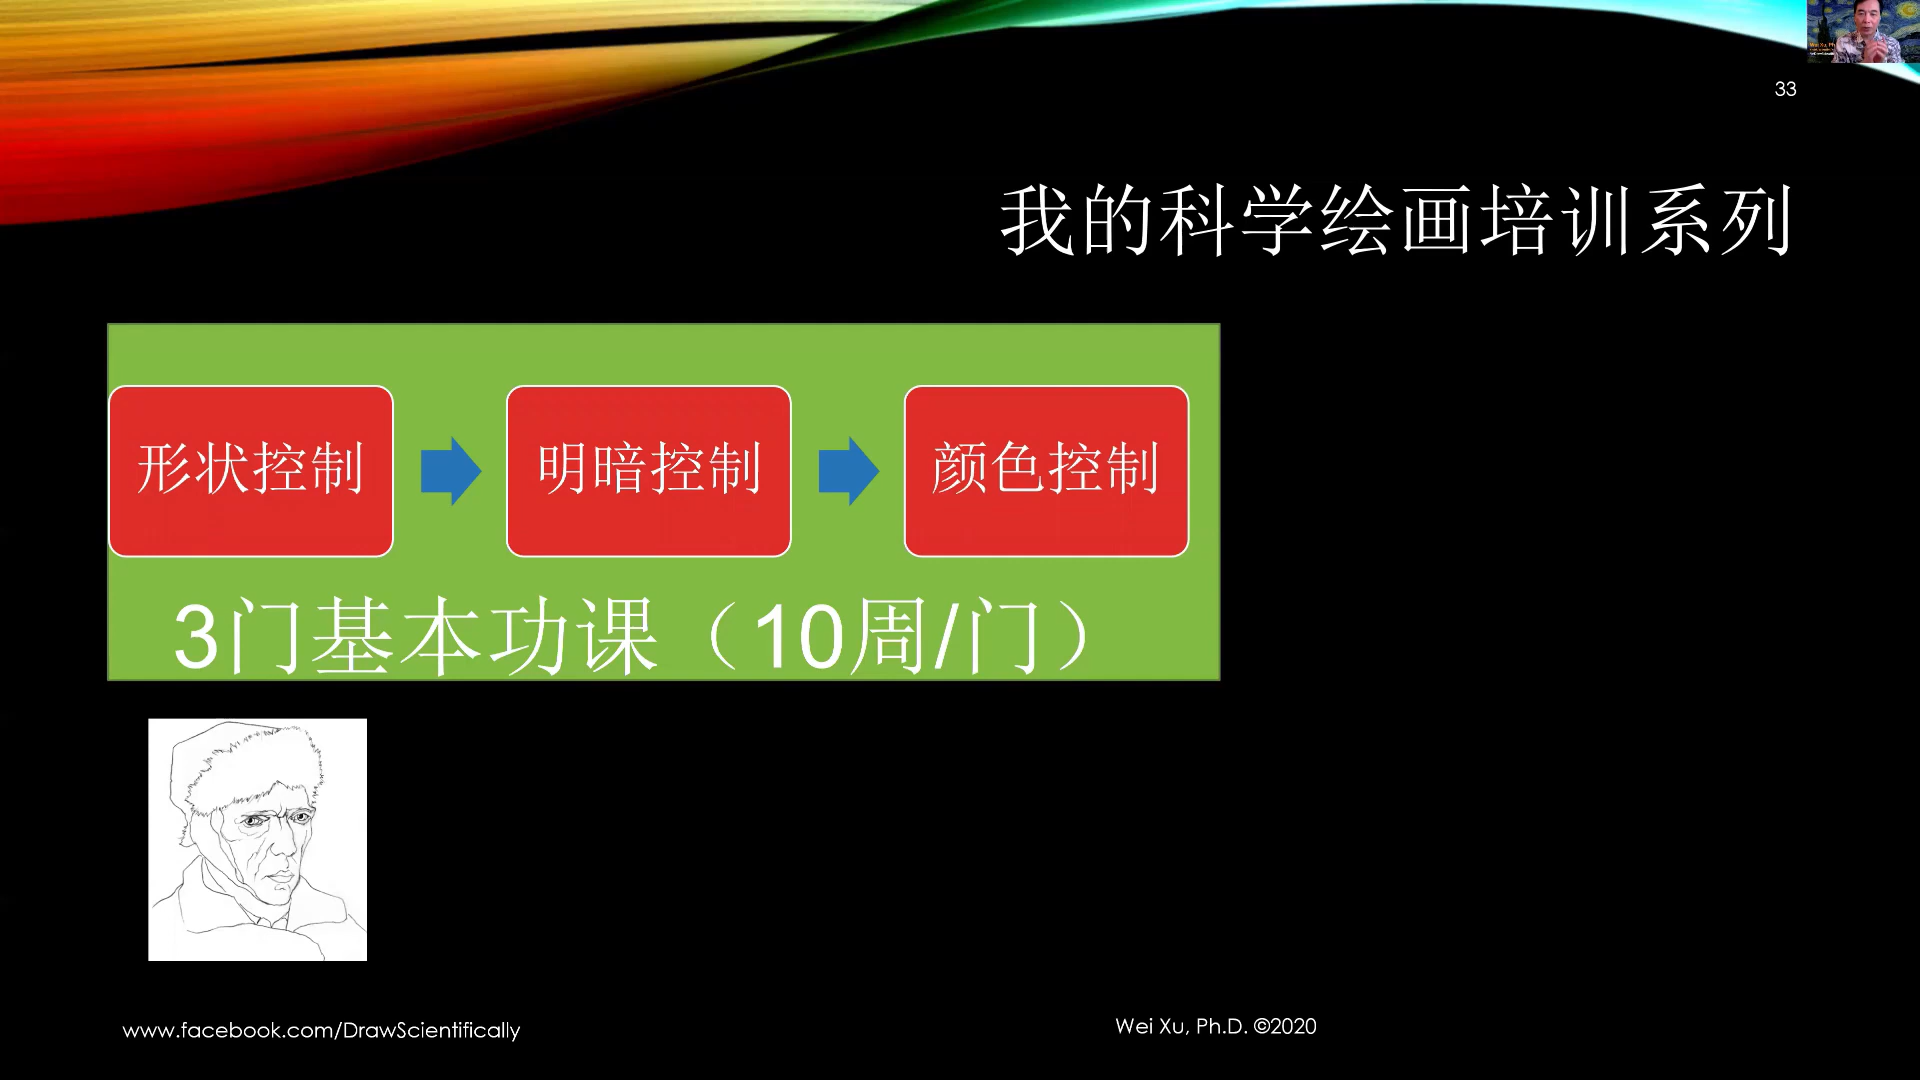 33
我的科学绘画培训系列
形状控制
明暗控制
颜色控制
3门基本功课（10周/门）
www.facebook.com/DrawScientifically
Wei Xu, Ph.D. ©2020